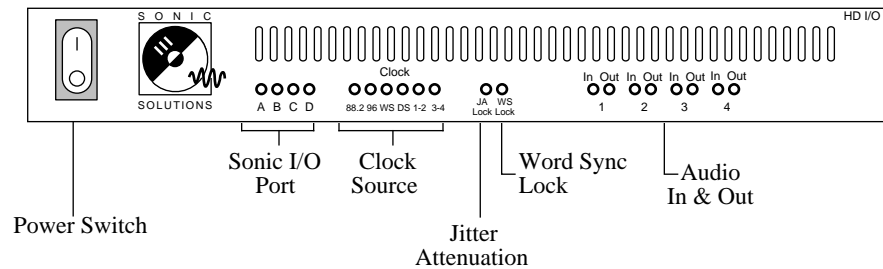 S O N I C
HD I/O
SOLUTIONS
Clock
A B C D
88.2 96 WS DS 1-2 3-4
JA Lock
WS Lock
In Out In Out In Out In Out
1 2 3 4
Sonic I/O
Port
Clock
Source
Word Sync
Lock
Audio
In & Out
Power Switch
Jitter
Attenuation